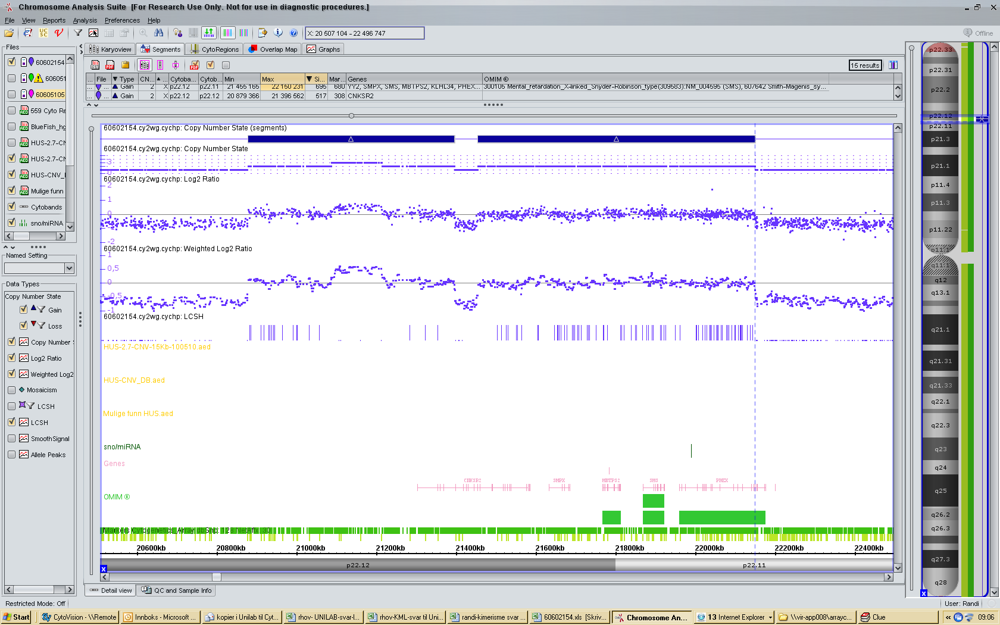 Chromosome Analysis Suite [For Research Use Only. Not for use in diagnostic procedures.]
File View Reports Analysis Preferences Help
X: 20 507 104 - 22 496 747
Offline
Files
60602154
606051
60605105
559 Cyto Re
BlueFish_hg
HUS-2.7-CN
HUS-2.7-CN
HUS-CNV_I
Mulige funn
Cytobands
sno/miRNA
Named Setting
Data Types
Copy Number State
Gain
Loss
Copy Number
Log2 Ratio
Weighted Log2
Mosaicism
LCSH
LCSH
SmoothSignal
Allele Peaks
Restricted Mode: Off
Karyoview Segments CytoRegions Overlap Map Graphs
15 results
... File Type CN... ... Cytoba... Cytob... Min Max Si... Mar... Genes OMIM ®
Gain 2 X p22.12 p22.11 21 455 165 22 150 231 695 680 YY2, SMPX, SMS, MBTPS2, KLHL34, PHEX... 300105 Mental_retardation_X-linked_Snyder-Robinson_type(309583):NM_004595 (SMS), 607642 Smith-Magenis_sy...
Gain 2 X p22.12 p22.12 20 879 366 21 396 562 517 308 CNKSR2
60602154.cy2wg.cychp: Copy Number State (segments)
60602154.cy2wg.cychp: Copy Number State
3
0
60602154.cy2wg.cychp: Log2 Ratio
2
1
0
-1
-2
60602154.cy2wg.cychp: Weighted Log2 Ratio
1
0,5
0
-0,5
-1
60602154.cy2wg.cychp: LCSH
HUS-2.7-CNV-15Kb-100510.aed
HUS-CNV_DB.aed
Mulige funn HUS.aed
sno/miRNA
Genes
CNKSR2 SMPX MBTPS2 SMS PHEX
OMIM ®
Markers Cytogenetics_Array dbSnp: 128 NetAffx: 30
20600kb 20800kb 21000kb 21200kb 21400kb 21600kb 21800kb 22000kb 22200kb 22400kb
p22.12 p22.11
X
Detail view QC and Sample Info
p22.33
p22.31
p22.2
p22.12
p22.11
p21.3
p21.1
p11.4
p11.3
p11.22
p11.1
q11.1
q12
q13.1
q21.1
q21.31
q21.33
q22.1
q22.3
q23
q24
q25
q26.2
q26.3
q27.3
q28
X
User: Randi
Start CytoVision - \\Remote Innboks - Microsoft ... kopier i Unilab til Cyt... rhov- UNILAB-svar-l... rhov-KML-svar til Uni... randi-kimerisme svar ... 60602154.xls [Skriv... Chromosome An... 13 Internet Explorer \\vir-app008\arrayc... Clue « 09:06